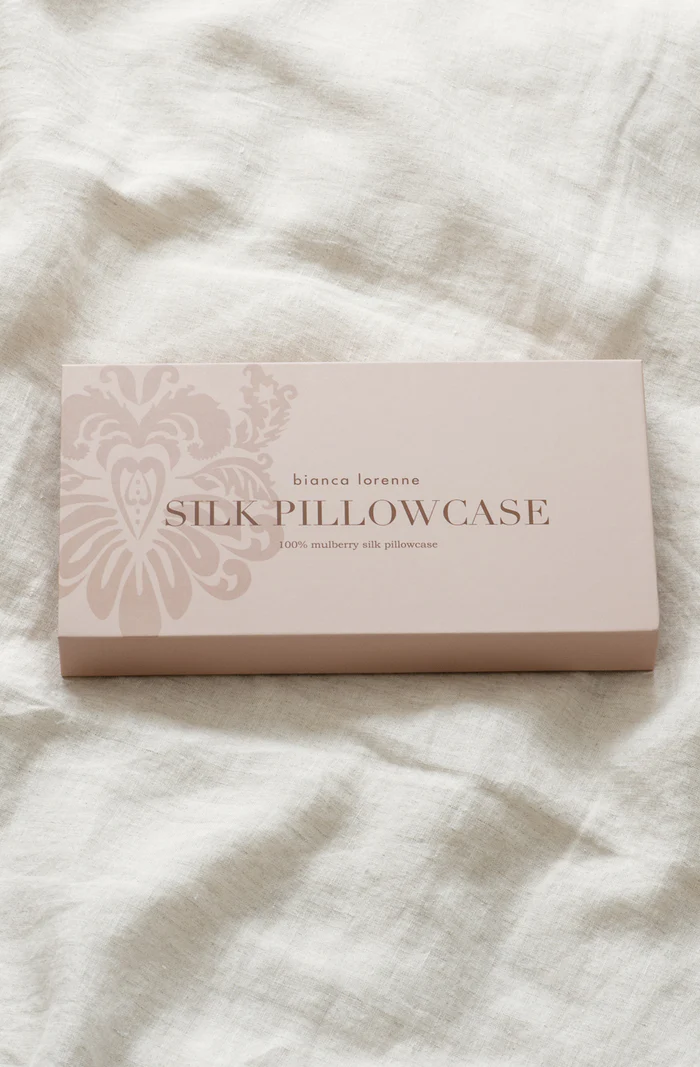 bianca lorenne
SILK PILLOWCASE
100% mulberry silk pillowcase